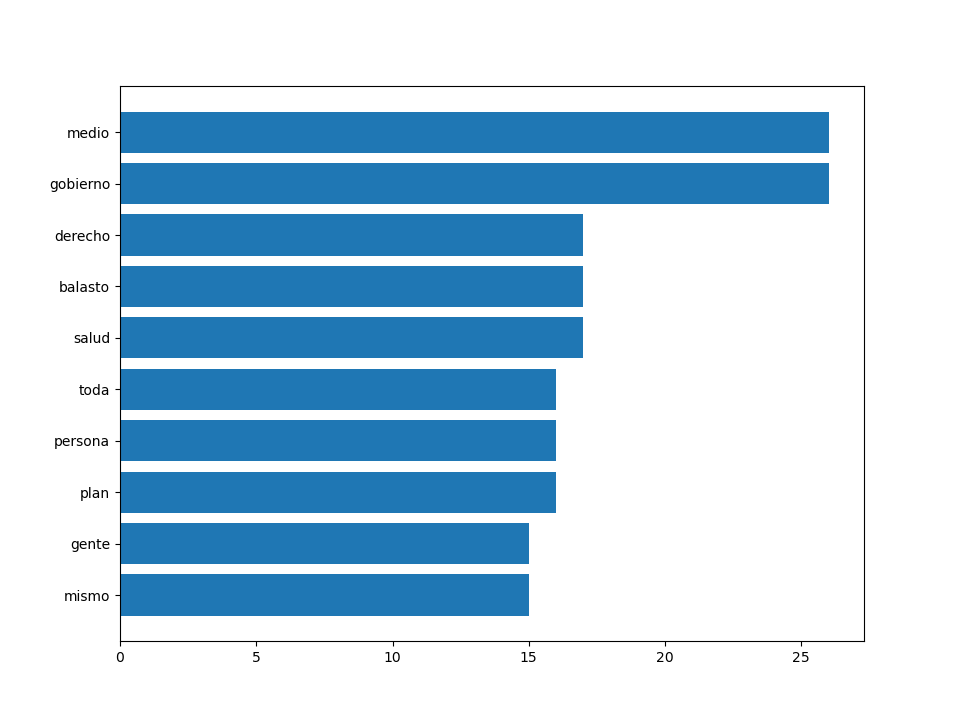 medio
gobierno
derecho
balasto
salud
toda
persona
plan
gente
mismo
0 5 10 15 20 25